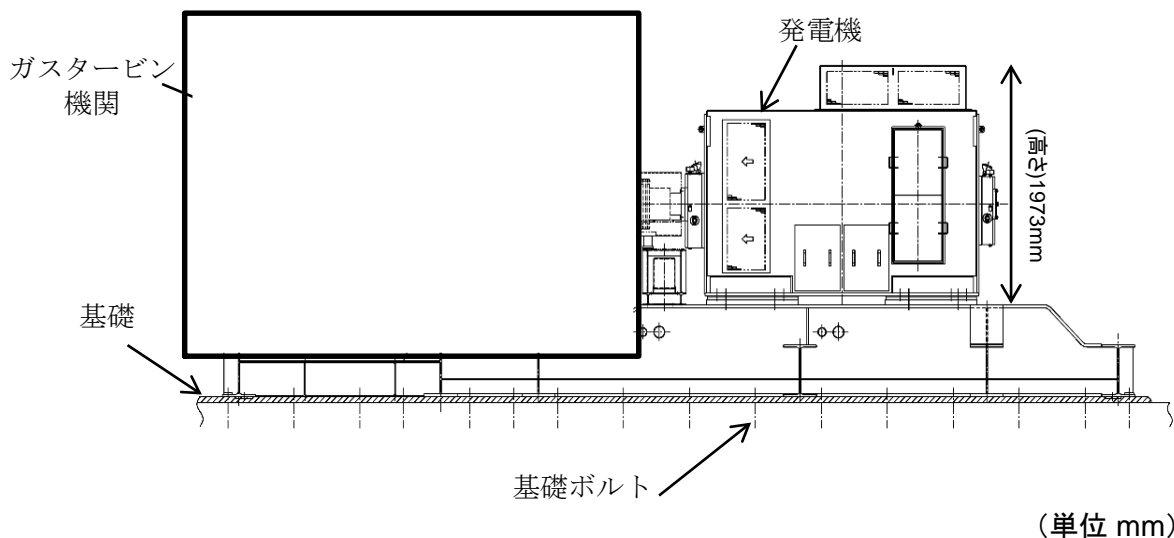 発電機
ガスタービン
機関
(高さ)1973mm
基礎
基礎ボルト
(単位 mm)